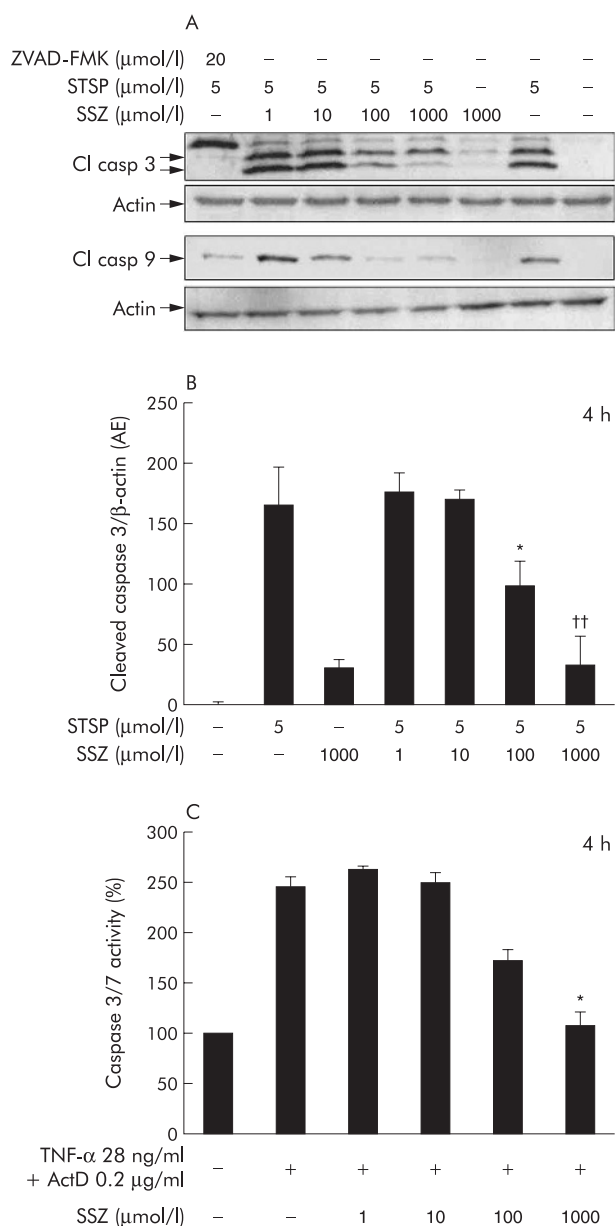 A
ZVAD-FMK (μmol/l) 20 – – – – – – –
STSP (μmol/l) 5 5 5 5 5 – 5 –
SSZ (μmol/l) – 1 10 100 1000 1000 – –
Cl casp 3
Actin
Cl casp 9
Actin
B
4 h
Cleaved caspase 3/β-actin (AE)
250
200
150
100
50
0
*
††
STSP (μmol/l) – 5 – 5 5 5 5
SSZ (μmol/l) – – 1000 1 10 100 1000
C
4 h
Caspase 3/7 activity (%)
300
250
200
150
100
50
0
*
TNF-α 28 ng/ml
+ ActD 0.2 μg/ml – + + + + +
SSZ (μmol/l) 1 10 100 1000